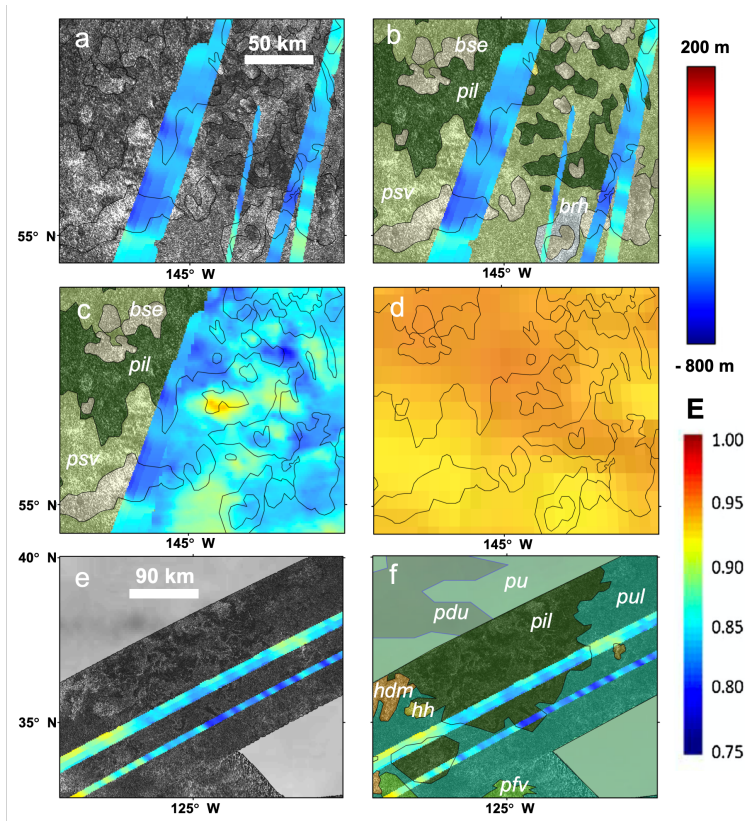 a
50 km
55° N
145° W
b
bse
pil
psv
brh
145° W
200 m
- 800 m
c
bse
pil
psv
55° N
145° W
d
145° W
E
1.00
0.95
0.90
0.85
0.80
0.75
40° N
e
90 km
35° N
125° W
f
pu
pdu
pil
pul
hdm
hh
pfv
125° W